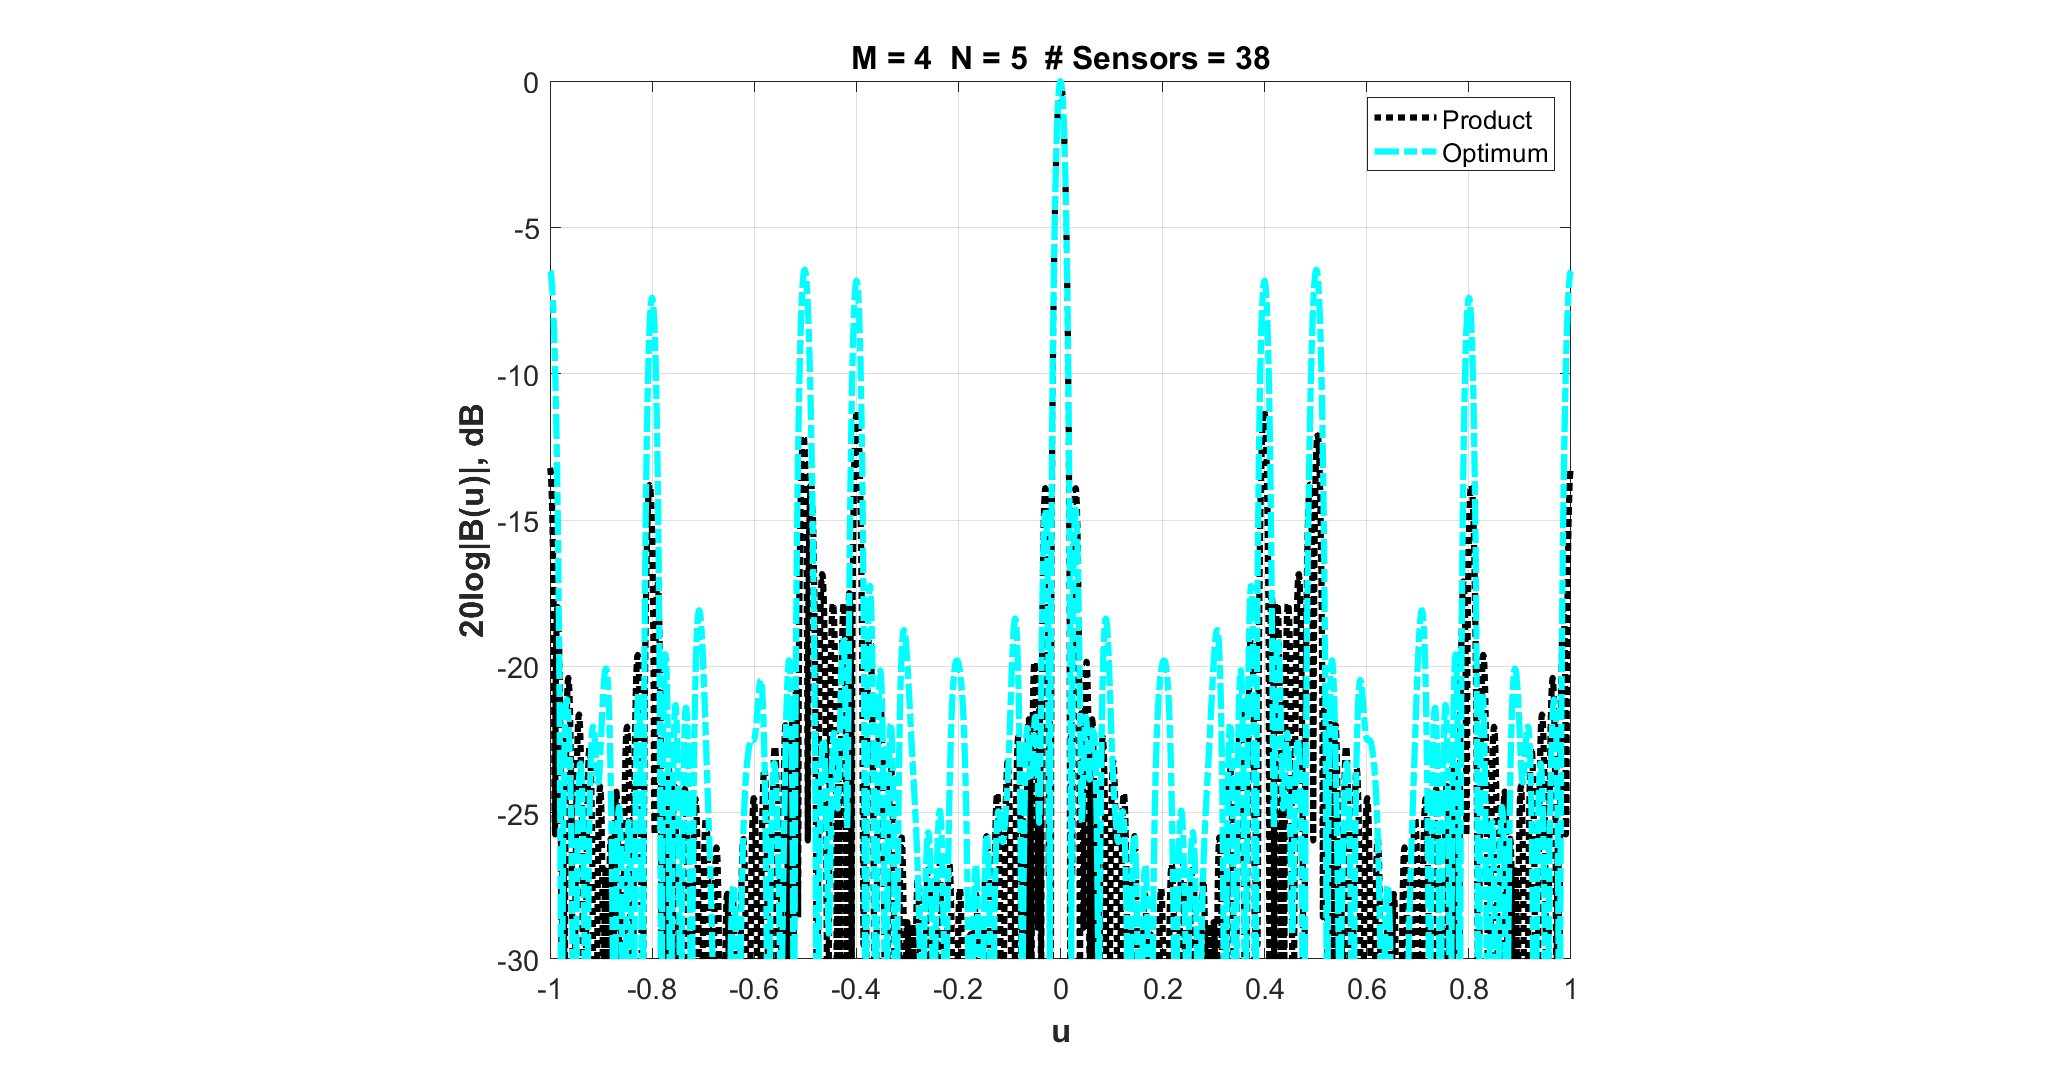 M = 4 N = 5 # Sensors = 38
Product
Optimum
20log|B(u)|, dB
0
-5
-10
-15
-20
-25
-30
-1 -0.8 -0.6 -0.4 -0.2 0 0.2 0.4 0.6 0.8 1
u